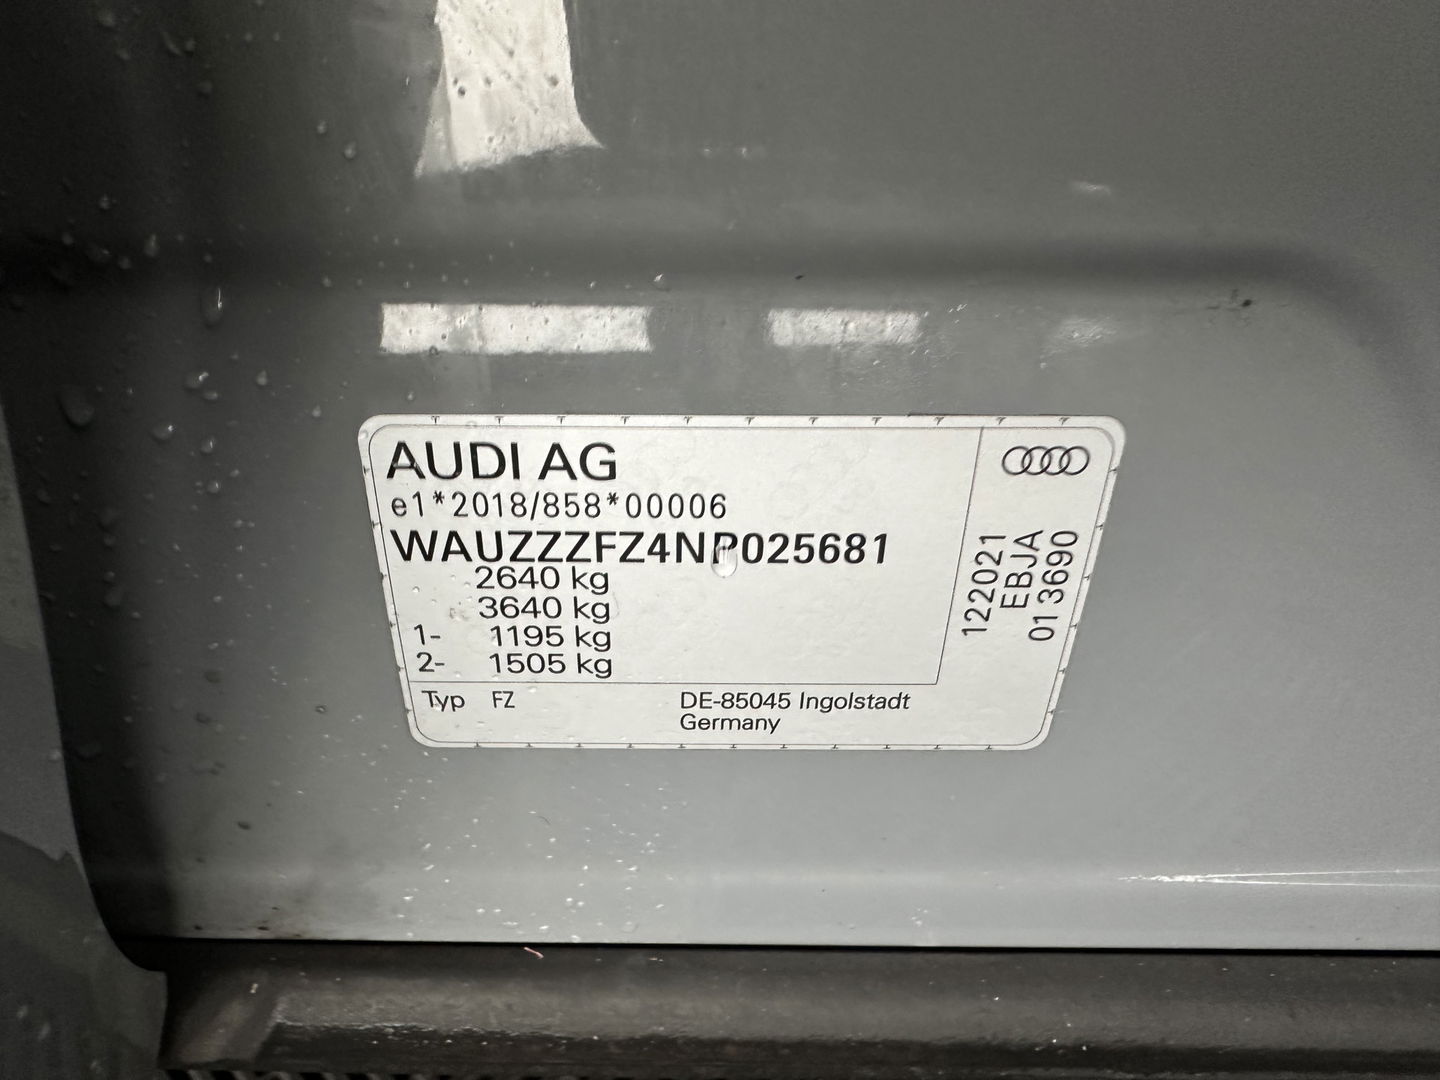 AUDI AG
e1*2018/858*00006
WAUZZZFZ4NP025681
2640 kg
3640 kg
1- 1195 kg
2- 1505 kg
Typ FZ
DE-85045 Ingolstadt
Germany
122021
EBJA
01 3690